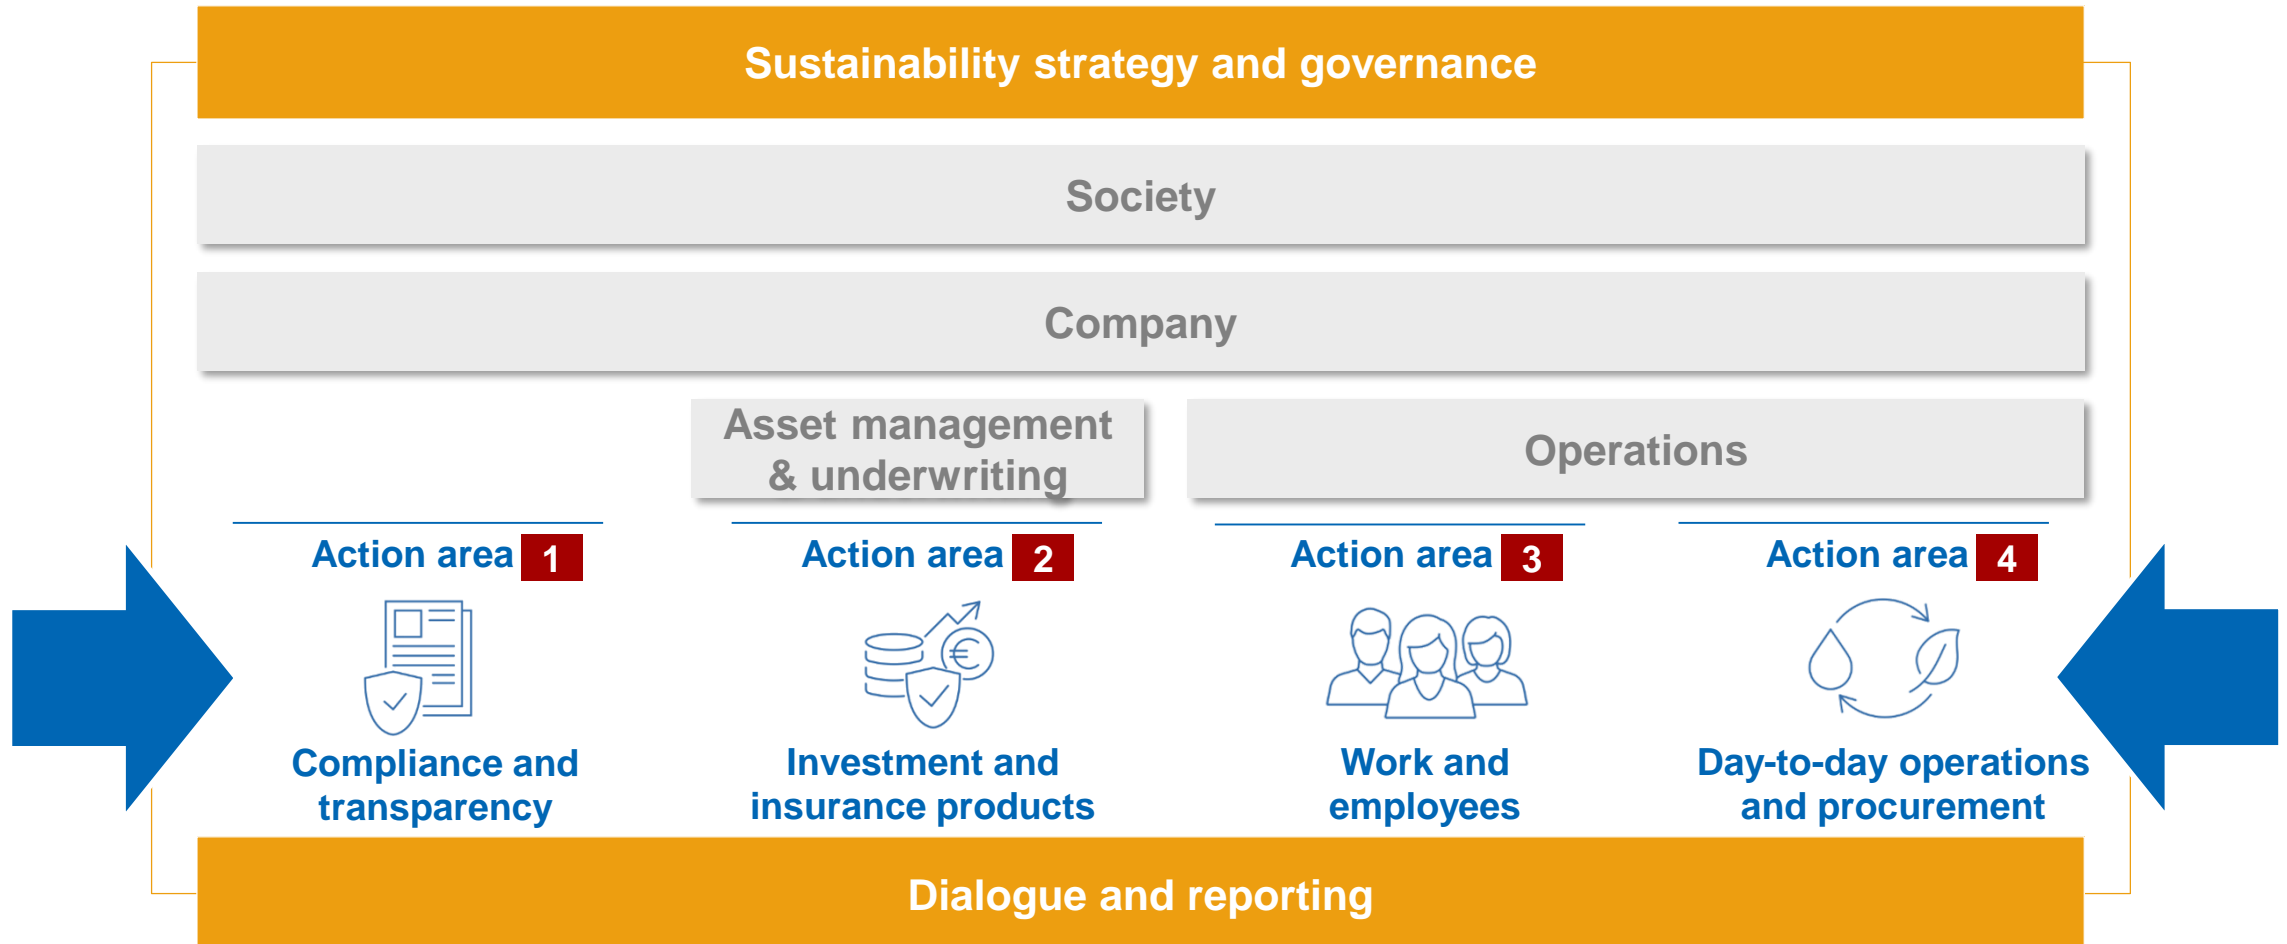 Sustainability strategy and governance
Society
Company
Asset management
& underwriting
Operations
Action area 1
Compliance and
transparency
Action area 2
Investment and
insurance products
Action area 3
Work and
employees
Action area 4
Day-to-day operations
and procurement
Dialogue and reporting